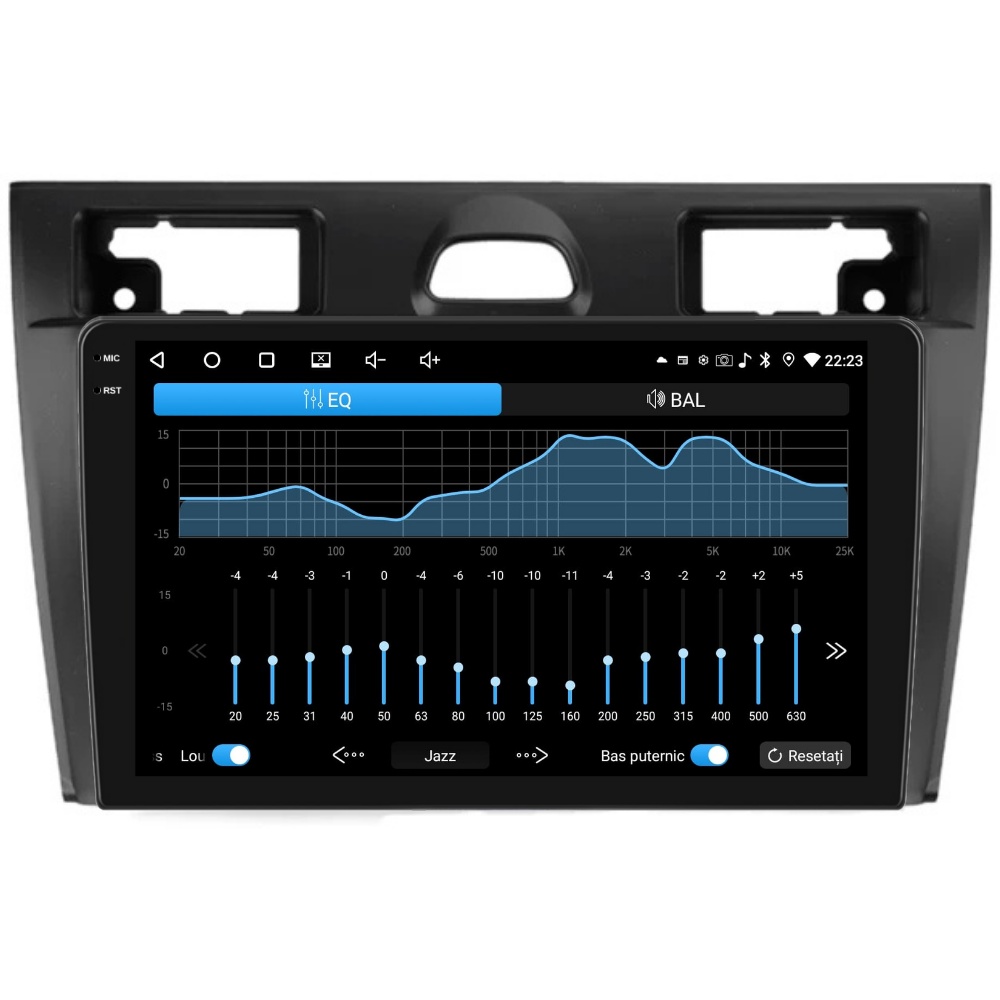 MIC
22:23
RST
EQ BAL
15
0
-15
20 50 100 200 500 1K 2K 5K 10K 25K
-4 -4 -3 -1 0 -4 -6 -10 -10 -11 -4 -3 -2 -2 +2 +5
15
0
-15
20 25 31 40 50 63 80 100 125 160 200 250 315 400 500 630
s Lou Jazz Bas puternic Resetați